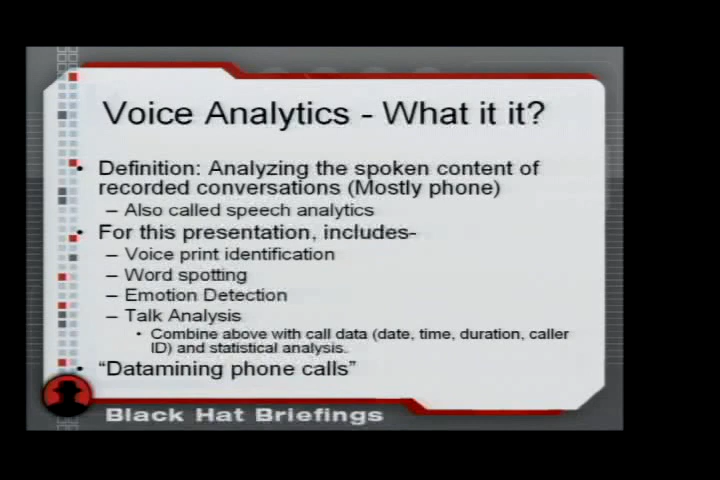 Voice Analytics - What it it?
• Definition: Analyzing the spoken content of
recorded conversations (Mostly phone)
– Also called speech analytics
• For this presentation, includes-
– Voice print identification
– Word spotting
– Emotion Detection
– Talk Analysis
• Combine above with call data (date, time, duration, caller
ID) and statistical analysis.
• “Datamining phone calls”
Black Hat Briefings